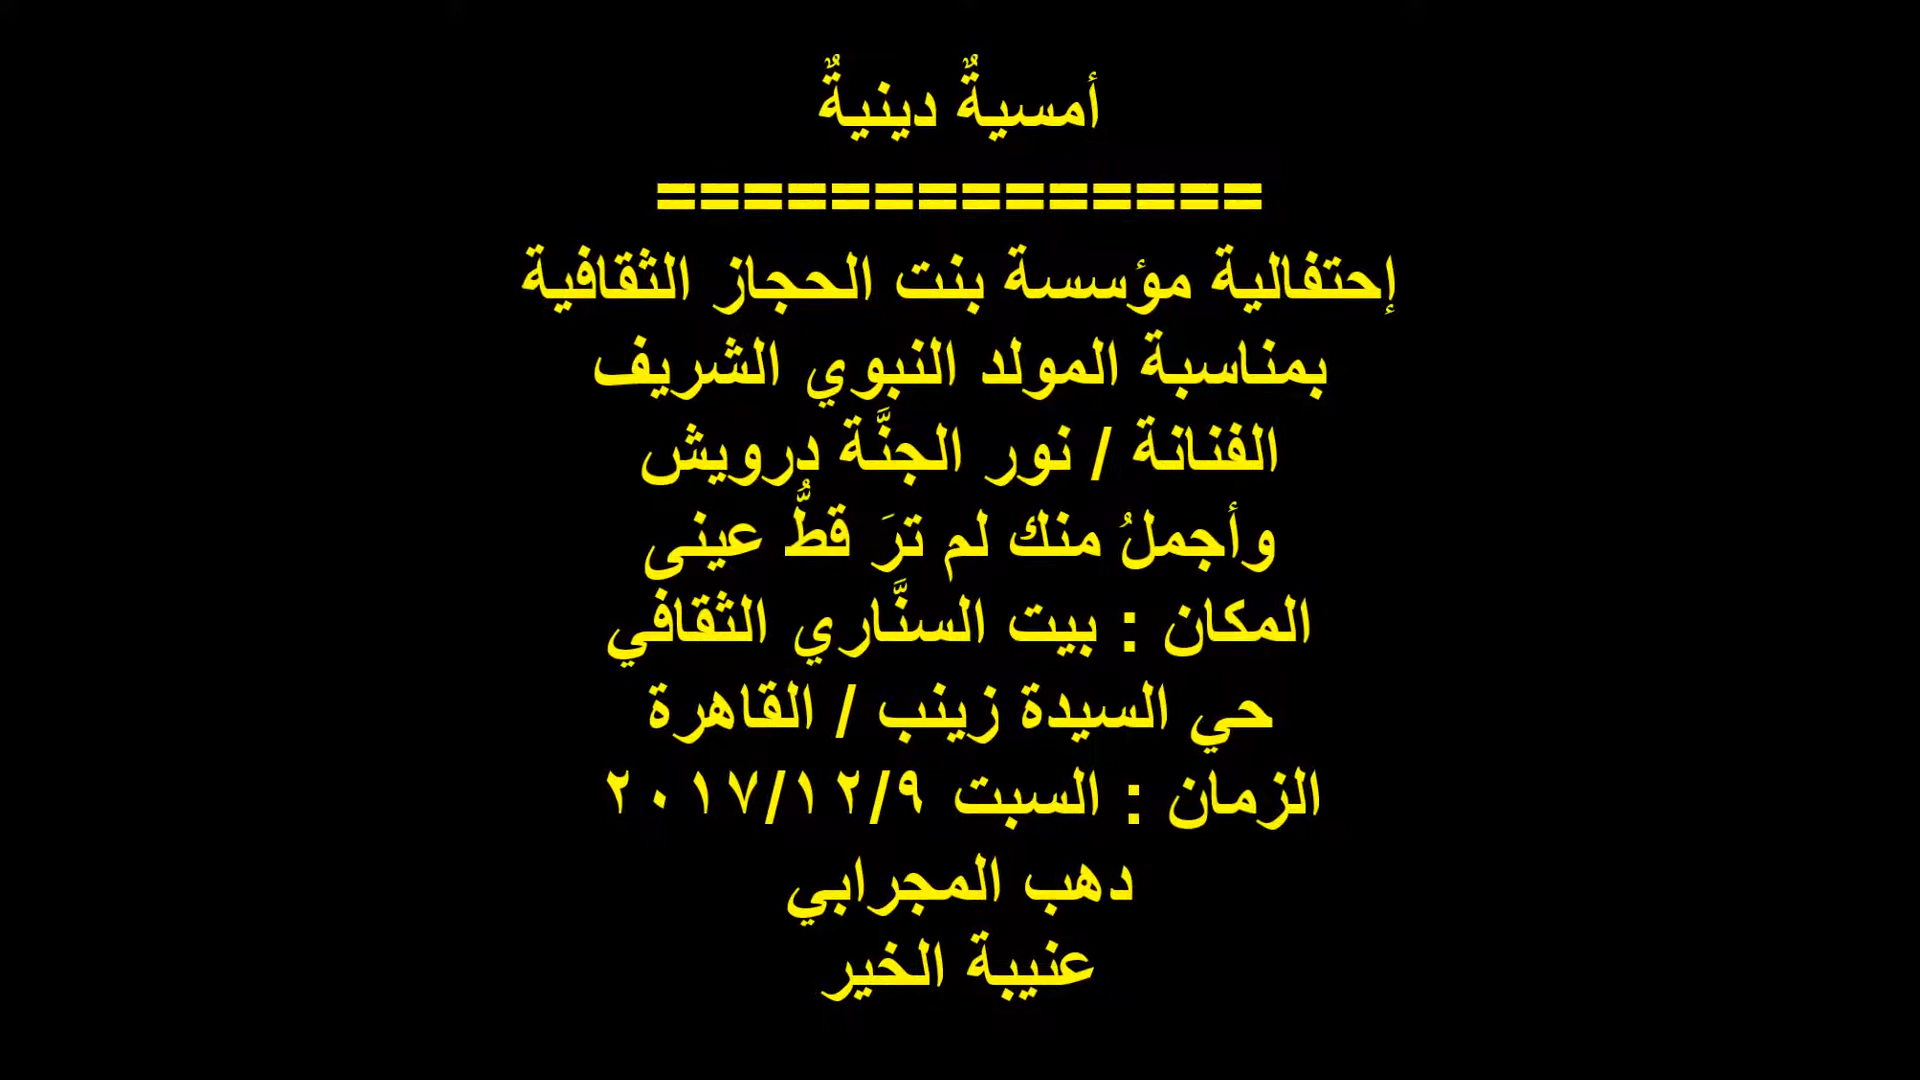 أمسيةٌ دينيةٌ
==============
إحتفالية مؤسسة بنت الحجاز الثقافية
بمناسبة المولد النبوي الشريف
الفنانة / نور الجنَّة درويش
وأجملُ منك لم ترَ قطُّ عينى
المكان : بيت السنَّاري الثقافي
حي السيدة زينب / القاهرة
الزمان : السبت ٢٠١٧/١٢/٩
دهب المجرابي
عنيبة الخير